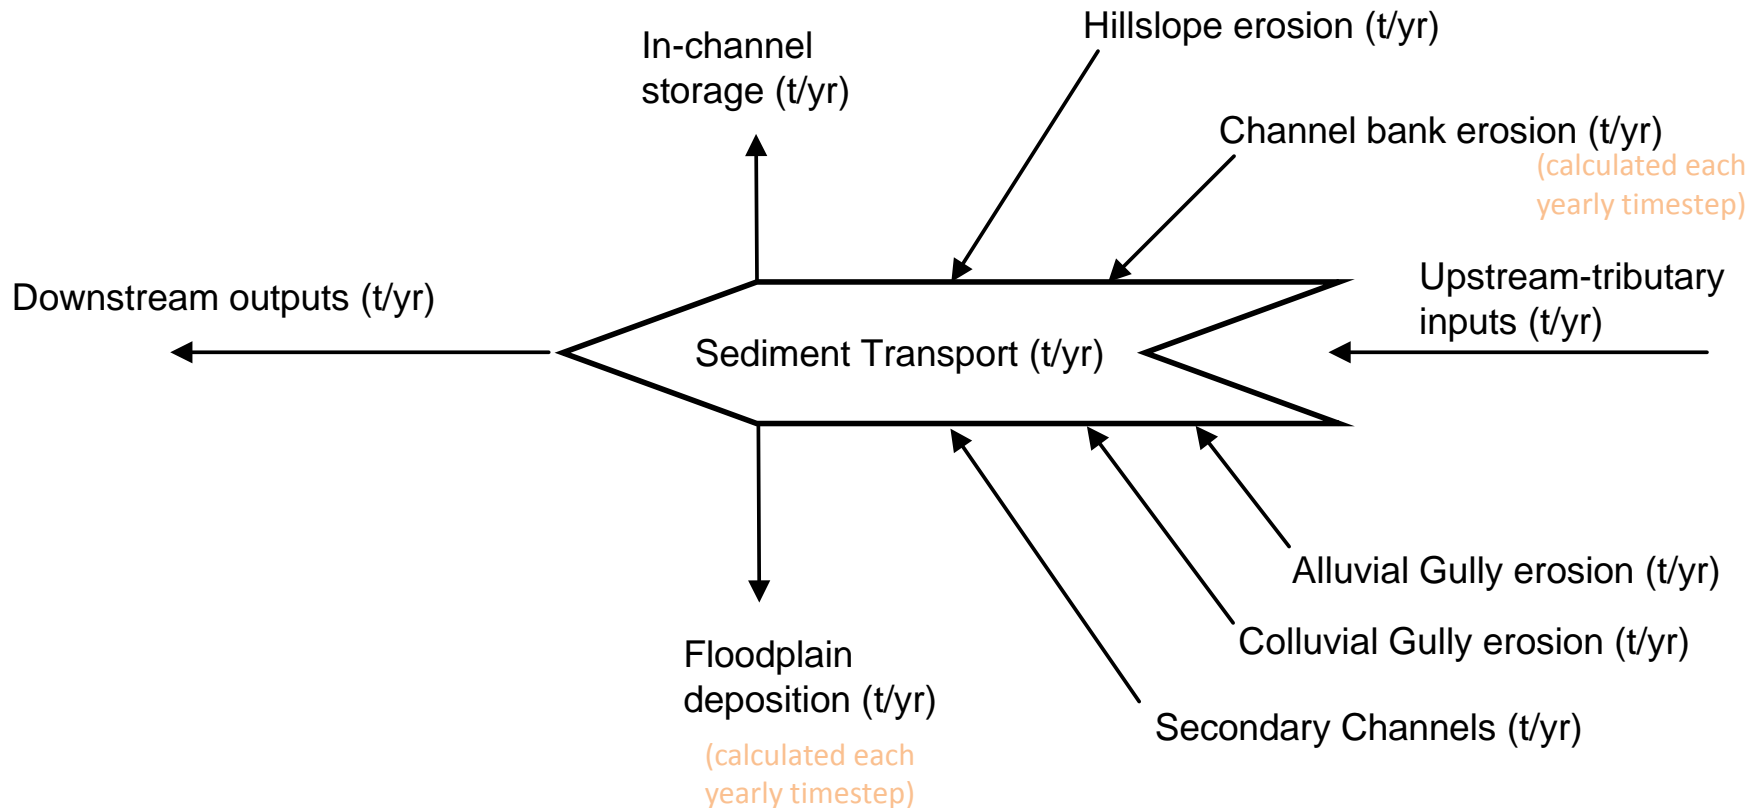 Hillslope erosion (t/yr)
In-channel
storage (t/yr)
Channel bank erosion (t/yr)
(calculated each
yearly timestep)
Upstream-tributary
inputs (t/yr)
Downstream outputs (t/yr)
Sediment Transport (t/yr)
Alluvial Gully erosion (t/yr)
Colluvial Gully erosion (t/yr)
Floodplain
deposition (t/yr)
(calculated each
yearly timestep)
Secondary Channels (t/yr)